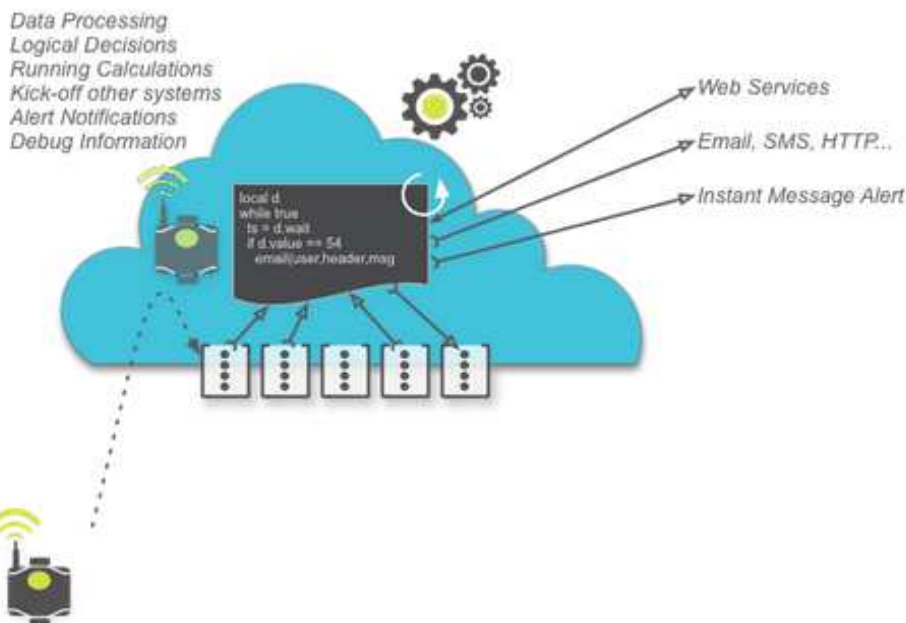 Data Processing
Logical Decisions
Running Calculations
Kick-off other systems
Alert Notifications
Debug Information
Web Services
Email, SMS, HTTP...
Instant Message Alert
local d
while true
ts = d.wait
if d.value == 54
email(user,header,msg